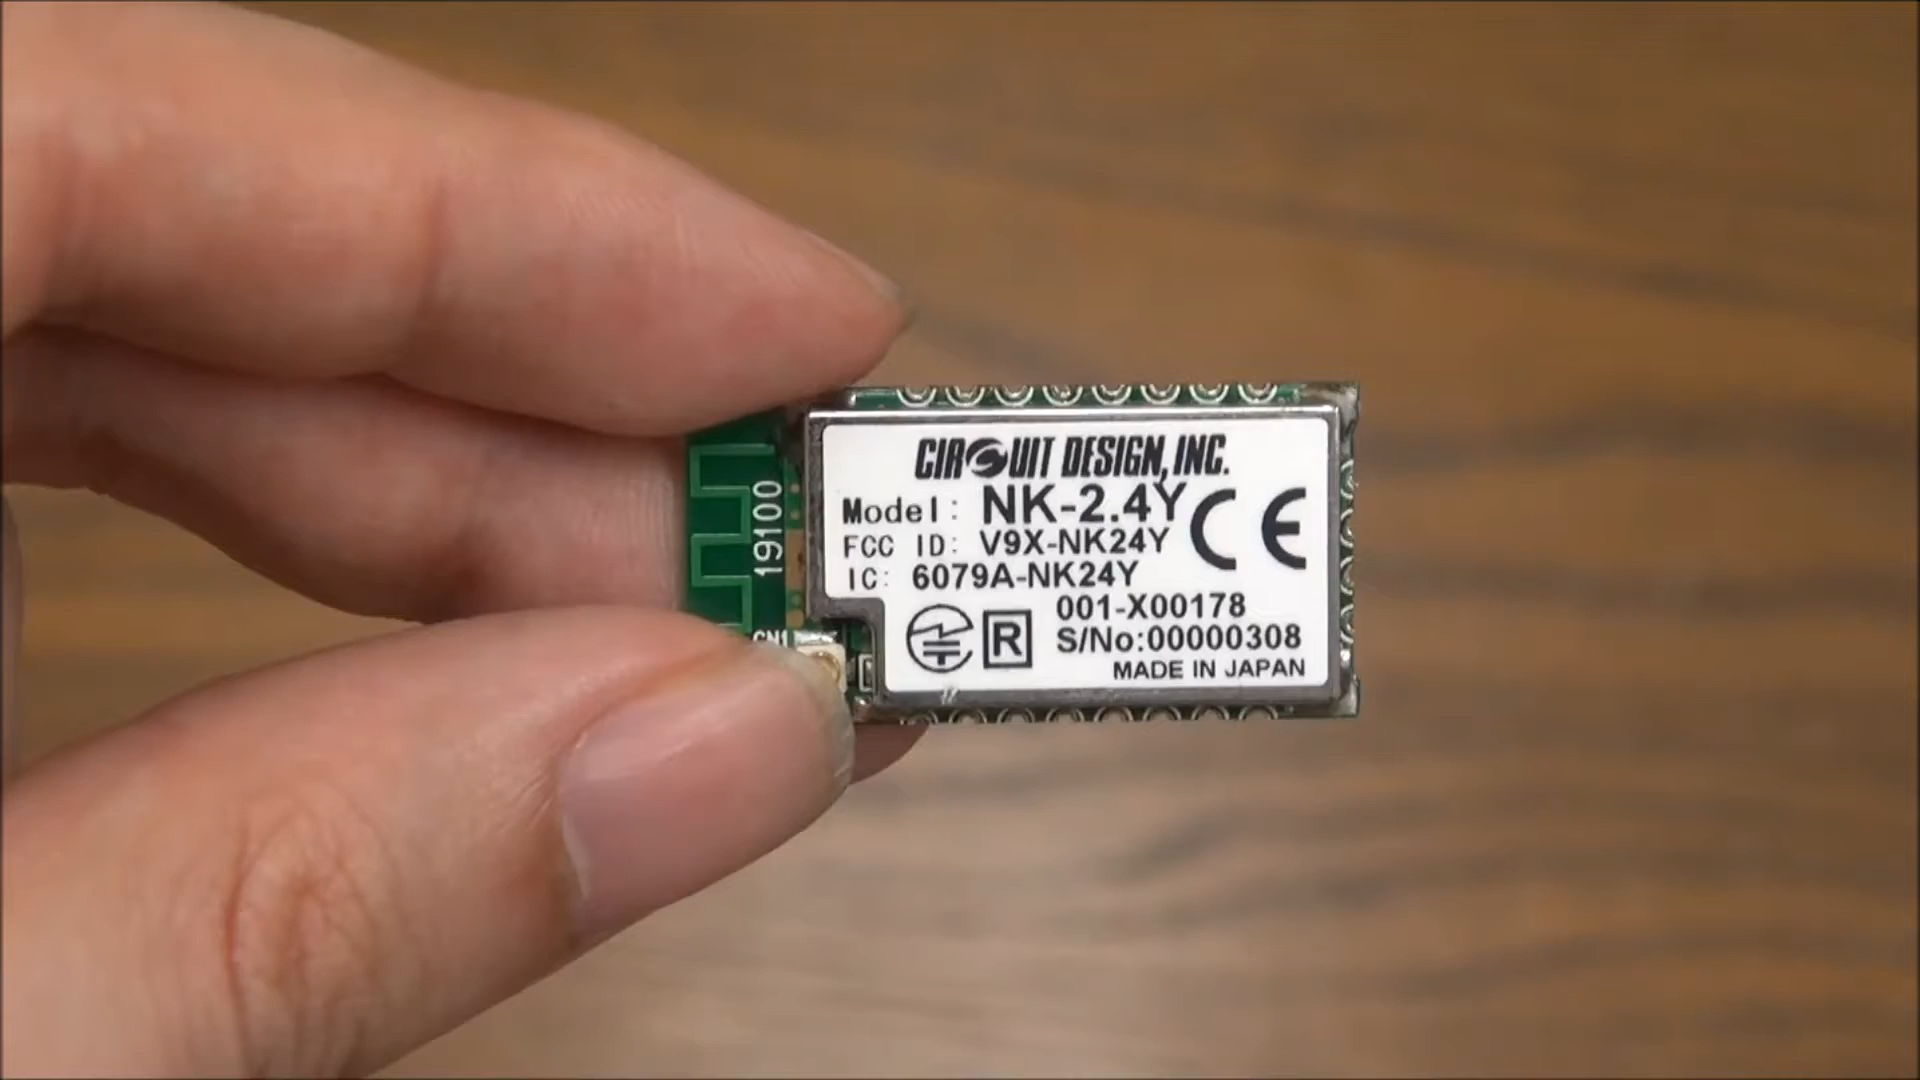 CIRCUIT DESIGN, INC.
Model: NK-2.4Y
CE
FCC ID: V9X-NK24Y
IC: 6079A-NK24Y
R
001-X00178
S/No:00000308
MADE IN JAPAN
19100
CN1